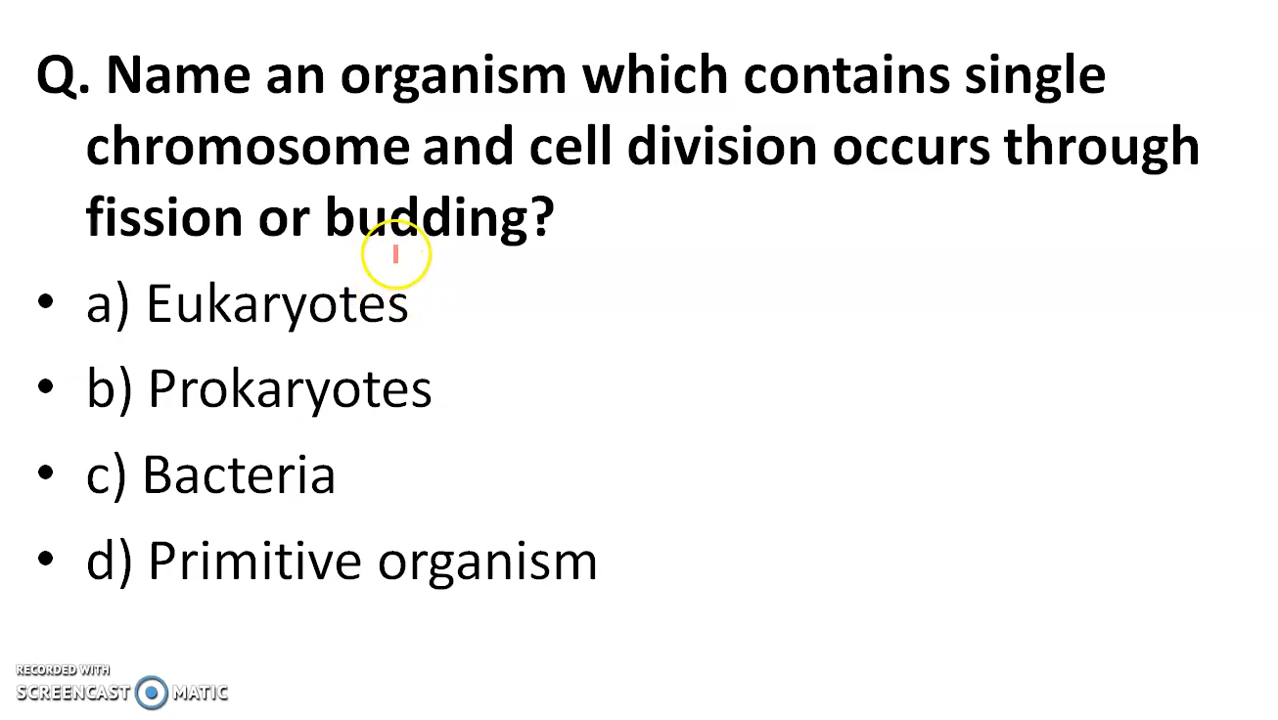 Q. Name an organism which contains single
chromosome and cell division occurs through
fission or budding?
• a) Eukaryotes
• b) Prokaryotes
• c) Bacteria
• d) Primitive organism
RECORDED WITH
SCREENCAST MATIC